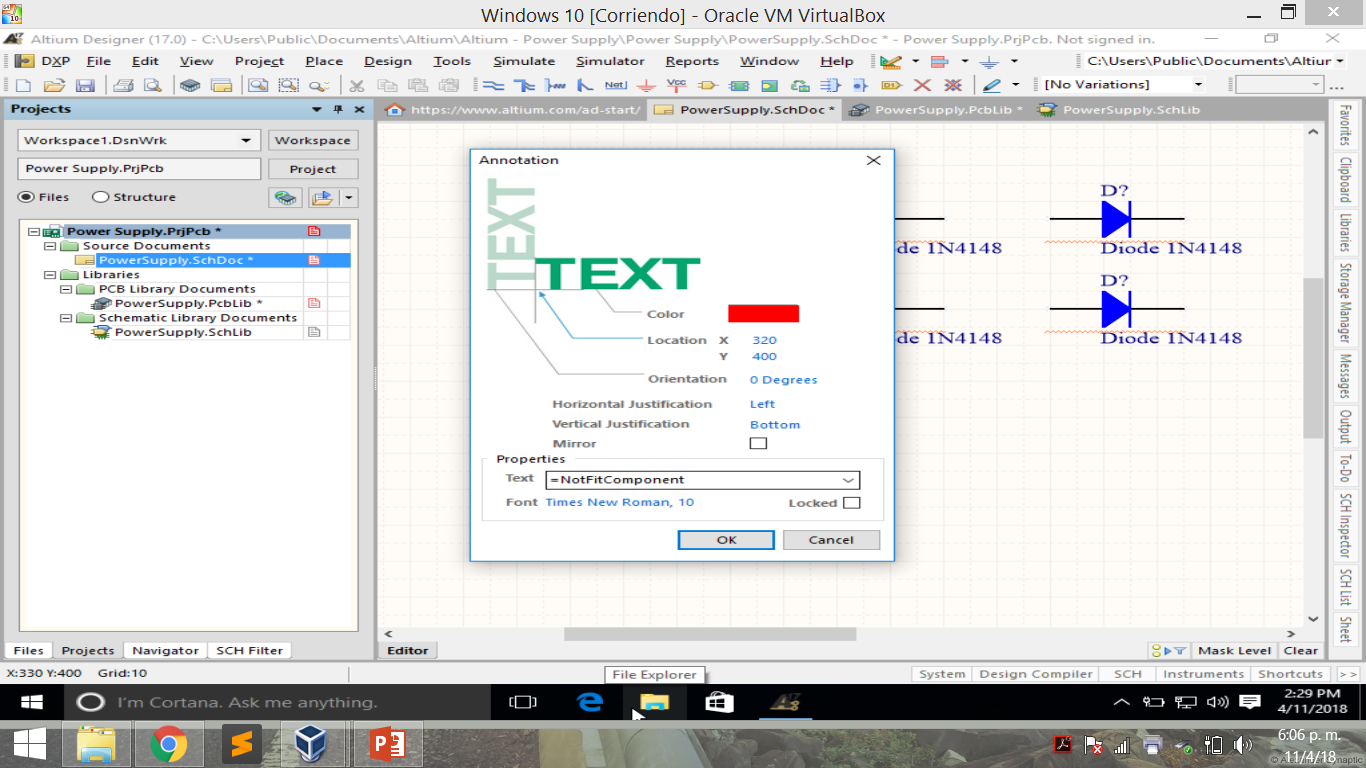 Windows 10 [Corriendo] - Oracle VM VirtualBox
Altium Designer (17.0) - C:\Users\Public\Documents\Altium\Altium - Power Supply\Power Supply\PowerSupply.SchDoc * - Power Supply.PrjPcb. Not signed in.
DXP File Edit View Project Place Design Tools Simulate Simulator Reports Window Help C:\Users\Public\Documents\Altiur
Net VCC D1 [No Variations] ...
Projects
https://www.altium.com/ad-start/ PowerSupply.SchDoc * PowerSupply.PcbLib * PowerSupply.SchLib
Workspace1.DsnWrk Workspace
Power Supply.PrjPcb Project
Files Structure
Power Supply.PrjPcb *
Source Documents
PowerSupply.SchDoc *
Libraries
PCB Library Documents
PowerSupply.PcbLib *
Schematic Library Documents
PowerSupply.SchLib
Annotation
TEXT
TEXT
Color
Location X 320
Y 400
Orientation 0 Degrees
Horizontal Justification Left
Vertical Justification Bottom
Mirror
Properties
Text =NotFitComponent
Font Times New Roman, 10 Locked
OK Cancel
D?
de 1N4148 Diode 1N4148
D?
de 1N4148 Diode 1N4148
Favorites
Clipboard
Libraries
Storage Manager
Messages
Output
To-Do
SCH Inspector
SCH List
Sheet
Files Projects Navigator SCH Filter
Editor Mask Level Clear
X:330 Y:400 Grid:10
File Explorer
System Design Compiler SCH Instruments Shortcuts >>
I'm Cortana. Ask me anything.
2:29 PM
4/11/2018
6:06 p. m.
11/4/18